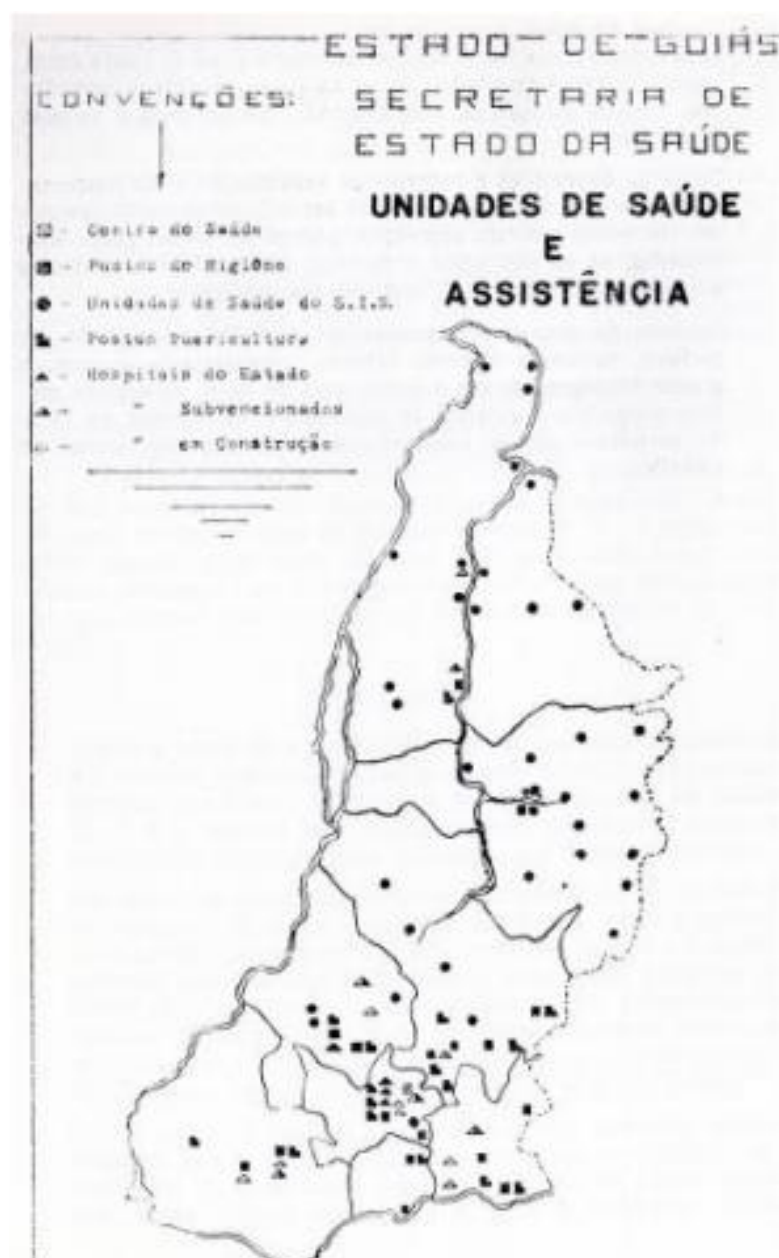 ESTADO DE GOIÁS
CONVENÇÕES:
SECRETARIA DE
ESTADO DA SAÚDE
UNIDADES DE SAÚDE
E
ASSISTÊNCIA
- Centro de Saúde
- Postos de Higiêne
- Unidades de Saúde do S.I.S.
- Postos Puericultura
- Hospitais do Estado
- " Subvencionados
- " em Construção